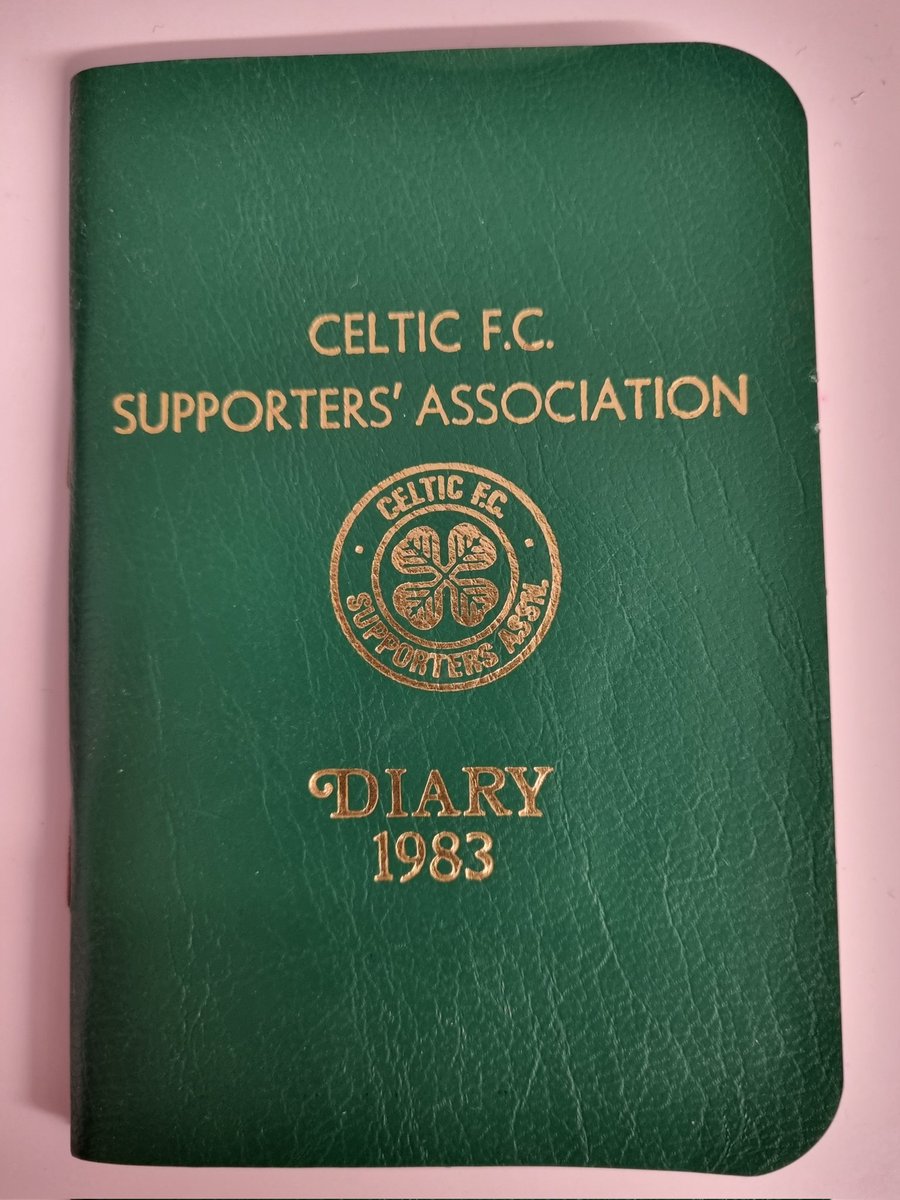 CELTIC F.C.
SUPPORTERS' ASSOCIATION
CELTIC F.C.
SUPPORTERS ASSN.
DIARY
1983